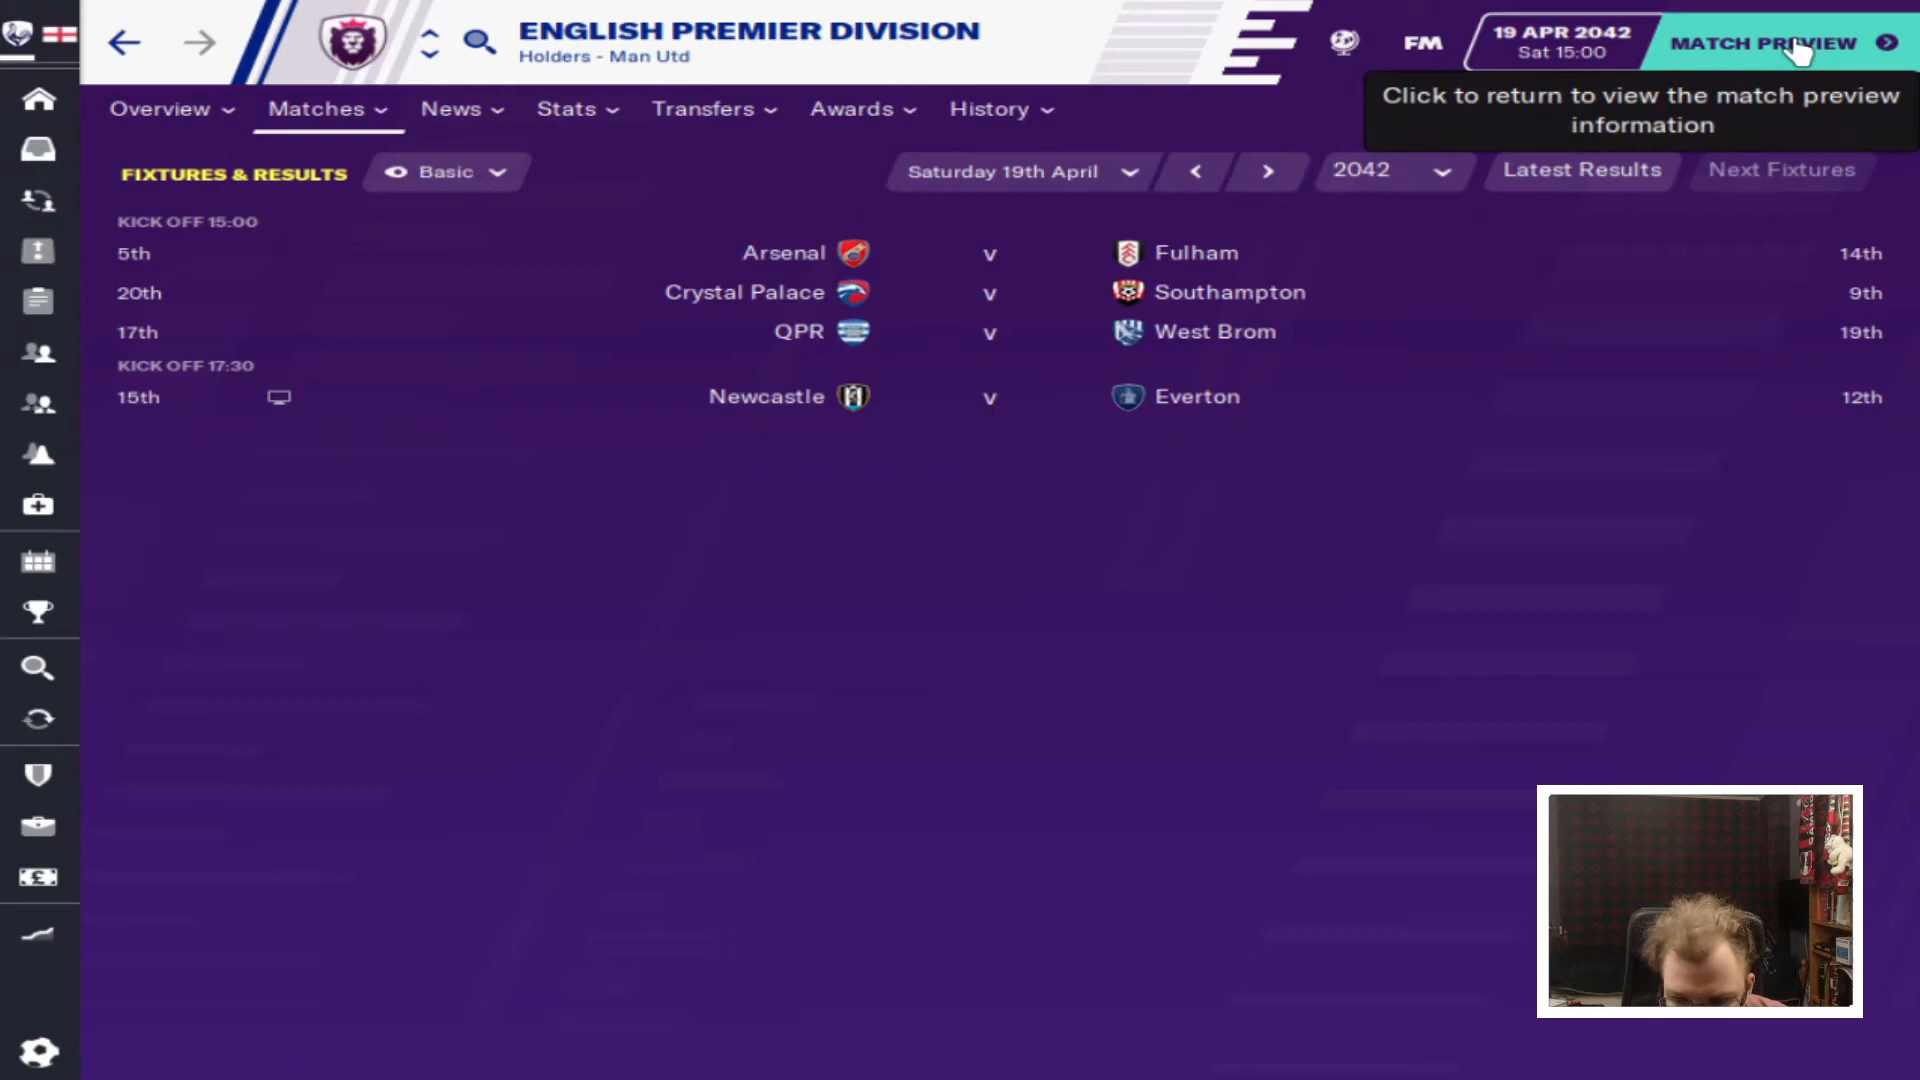 ENGLISH PREMIER DIVISION
Holders - Man Utd
FM
19 APR 2042
Sat 15:00
MATCH PREVIEW
Click to return to view the match preview
information
Overview
Matches
News
Stats
Transfers
Awards
History
FIXTURES & RESULTS
Basic
Saturday 19th April
2042
Latest Results
Next Fixtures
KICK OFF 15:00
5th Arsenal v Fulham 14th
20th Crystal Palace v Southampton 9th
17th QPR v West Brom 19th
KICK OFF 17:30
15th Newcastle v Everton 12th